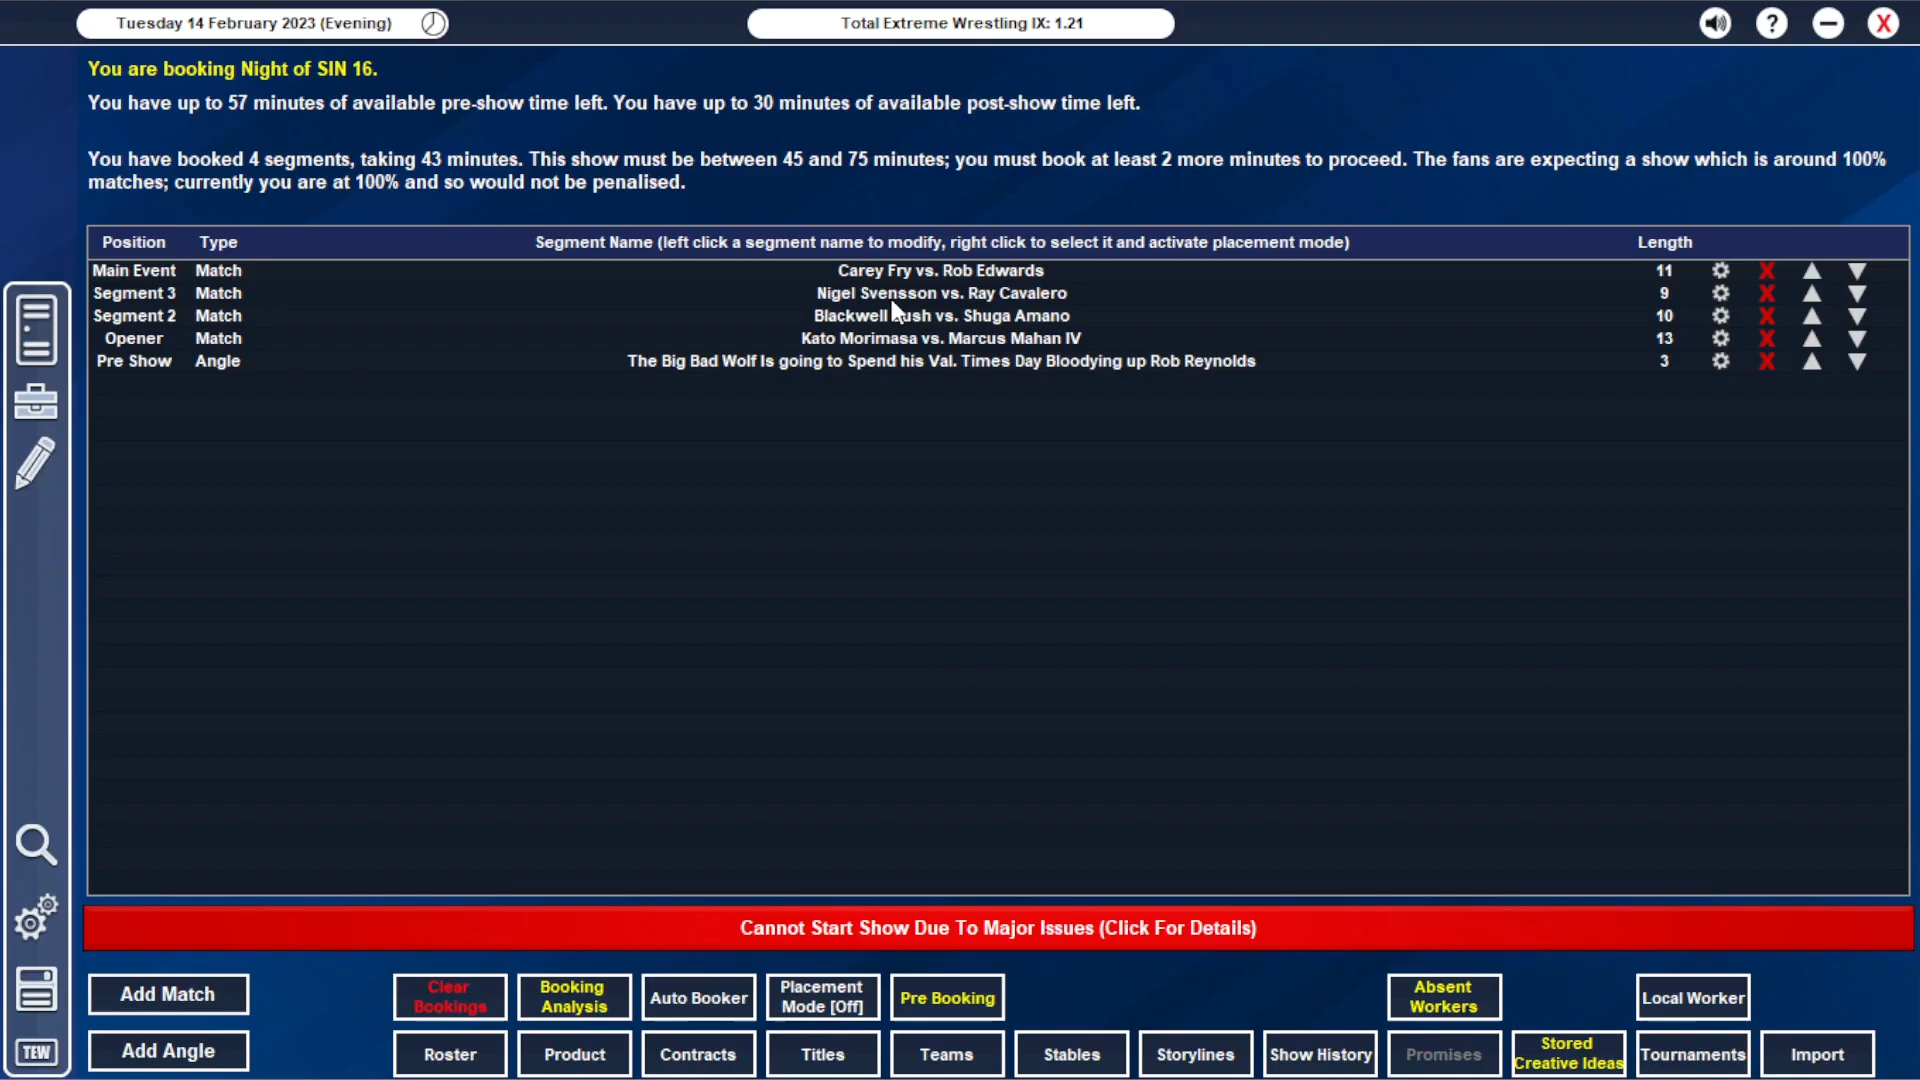 Tuesday 14 February 2023 (Evening)
Total Extreme Wrestling IX: 1.21
?
X
You are booking Night of SIN 16.
You have up to 57 minutes of available pre-show time left. You have up to 30 minutes of available post-show time left.
You have booked 4 segments, taking 43 minutes. This show must be between 45 and 75 minutes; you must book at least 2 more minutes to proceed. The fans are expecting a show which is around 100%
matches; currently you are at 100% and so would not be penalised.
Position Type Segment Name (left click a segment name to modify, right click to select it and activate placement mode) Length
Main Event Match Carey Fry vs. Rob Edwards 11 X
Segment 3 Match Nigel Svensson vs. Ray Cavalero 9 X
Segment 2 Match Blackwell Bush vs. Shuga Amano 10 X
Opener Match Kato Morimasa vs. Marcus Mahan IV 13 X
Pre Show Angle The Big Bad Wolf Is going to Spend his Val. Times Day Bloodying up Rob Reynolds 3 X
Cannot Start Show Due To Major Issues (Click For Details)
Add Match
Clear
Bookings
Booking
Analysis
Auto Booker
Placement
Mode [Off]
Pre Booking
Absent
Workers
Local Worker
TEW
Add Angle
Roster
Product
Contracts
Titles
Teams
Stables
Storylines
Show History
Promises
Stored
Creative Ideas
Tournaments
Import